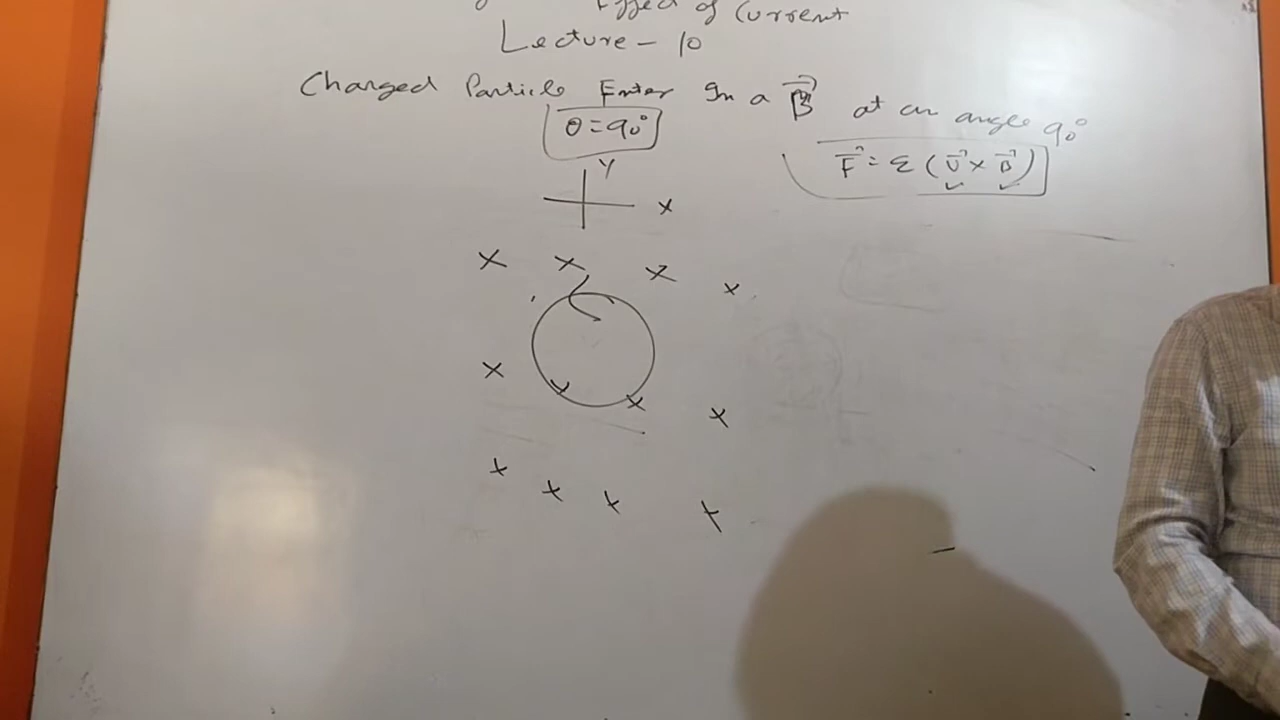 Effect of Current
Lecture - 10
Charged Particle Enter In a B⃗ at an angle 90°
θ = 90°
F⃗ = q (v⃗ × B⃗)
Y
X
X X X X
X X X X
X X X X